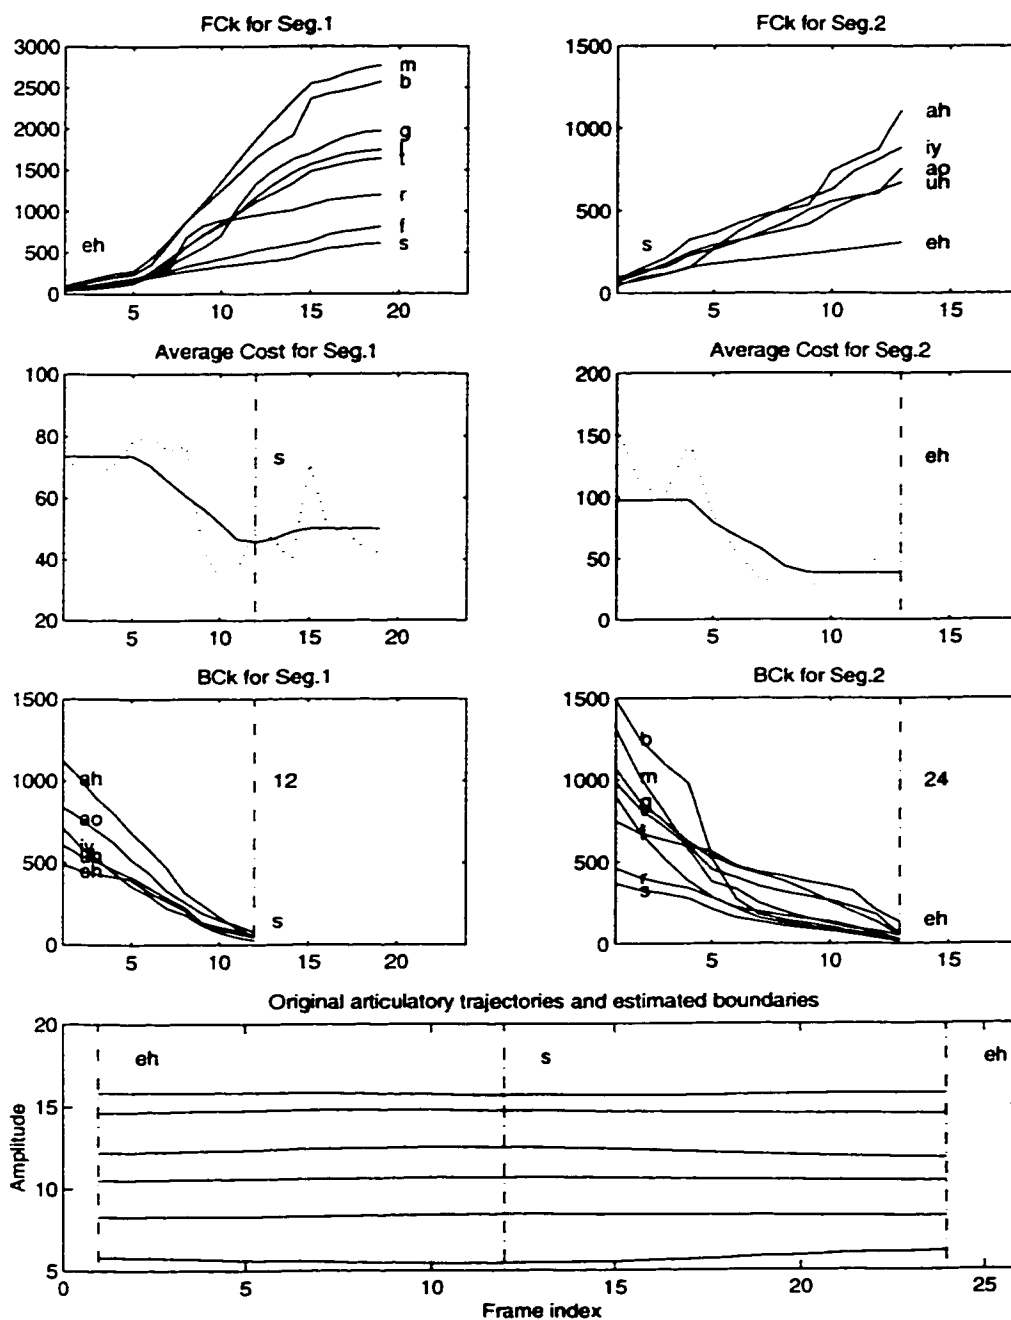 FCk for Seg.1
3000
2500
2000
1500
1000
500
0
5
10
15
20
eh
m
b
g
t
r
f
s
FCk for Seg.2
1500
1000
500
0
5
10
15
s
ah
iy
ao
uh
eh
Average Cost for Seg.1
100
80
60
40
20
5
10
15
20
s
Average Cost for Seg.2
200
150
100
50
0
5
10
15
eh
BCk for Seg.1
1500
1000
500
0
5
10
15
20
ah
ao
iy
uh
eh
12
s
BCk for Seg.2
1500
1000
500
0
5
10
15
b
m
g
r
s
24
eh
Original articulatory trajectories and estimated boundaries
20
15
10
5
Amplitude
eh
s
eh
0
5
10
15
20
25
Frame index